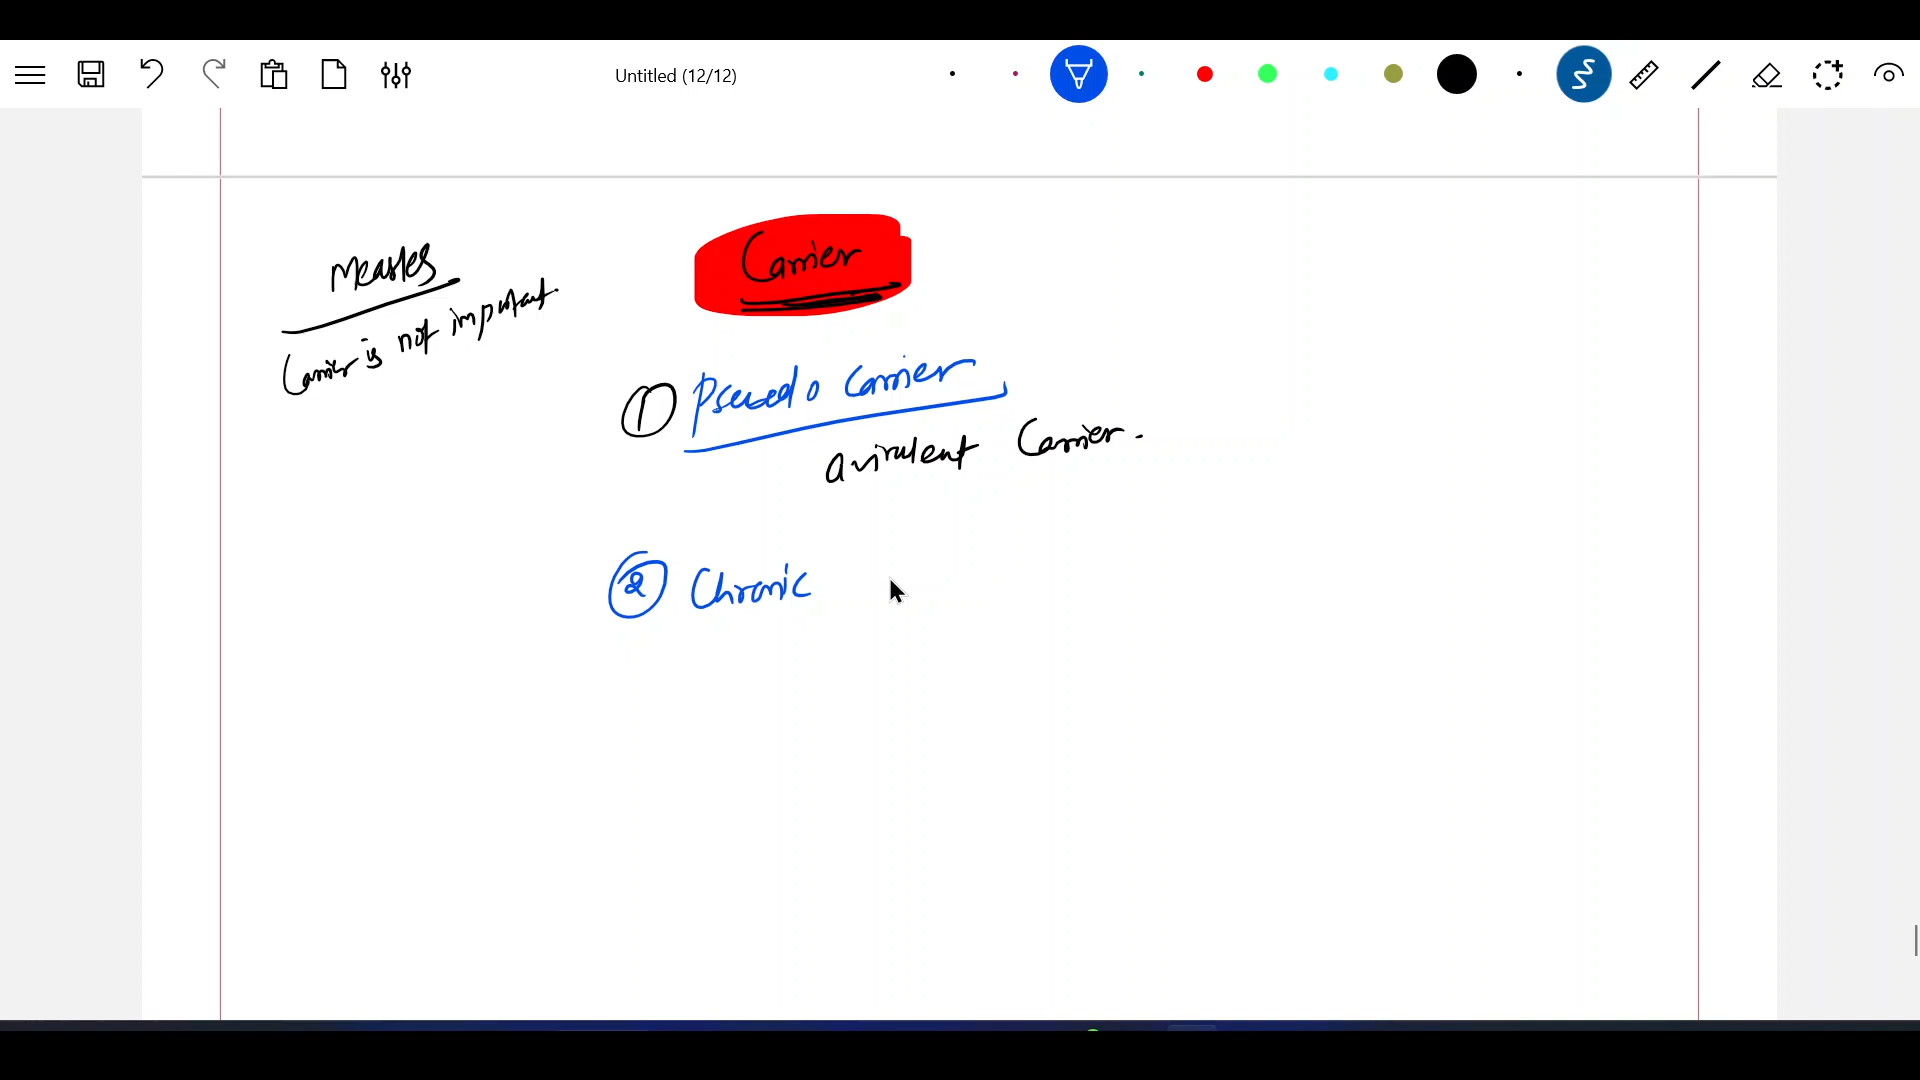 Untitled (12/12)
Measles
Carrier is not important.
Carrier
① Pseudo carrier
avirulent Carrier.
② Chronic